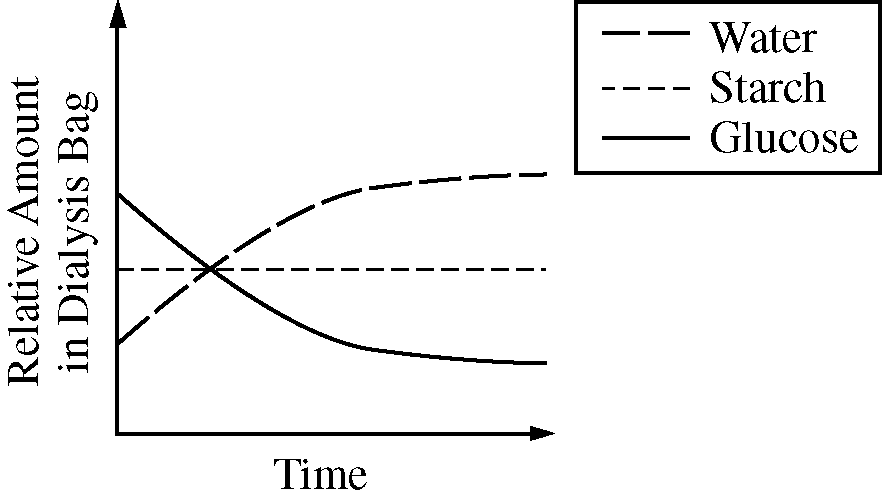 Relative Amount
in Dialysis Bag
Time
Water
Starch
Glucose